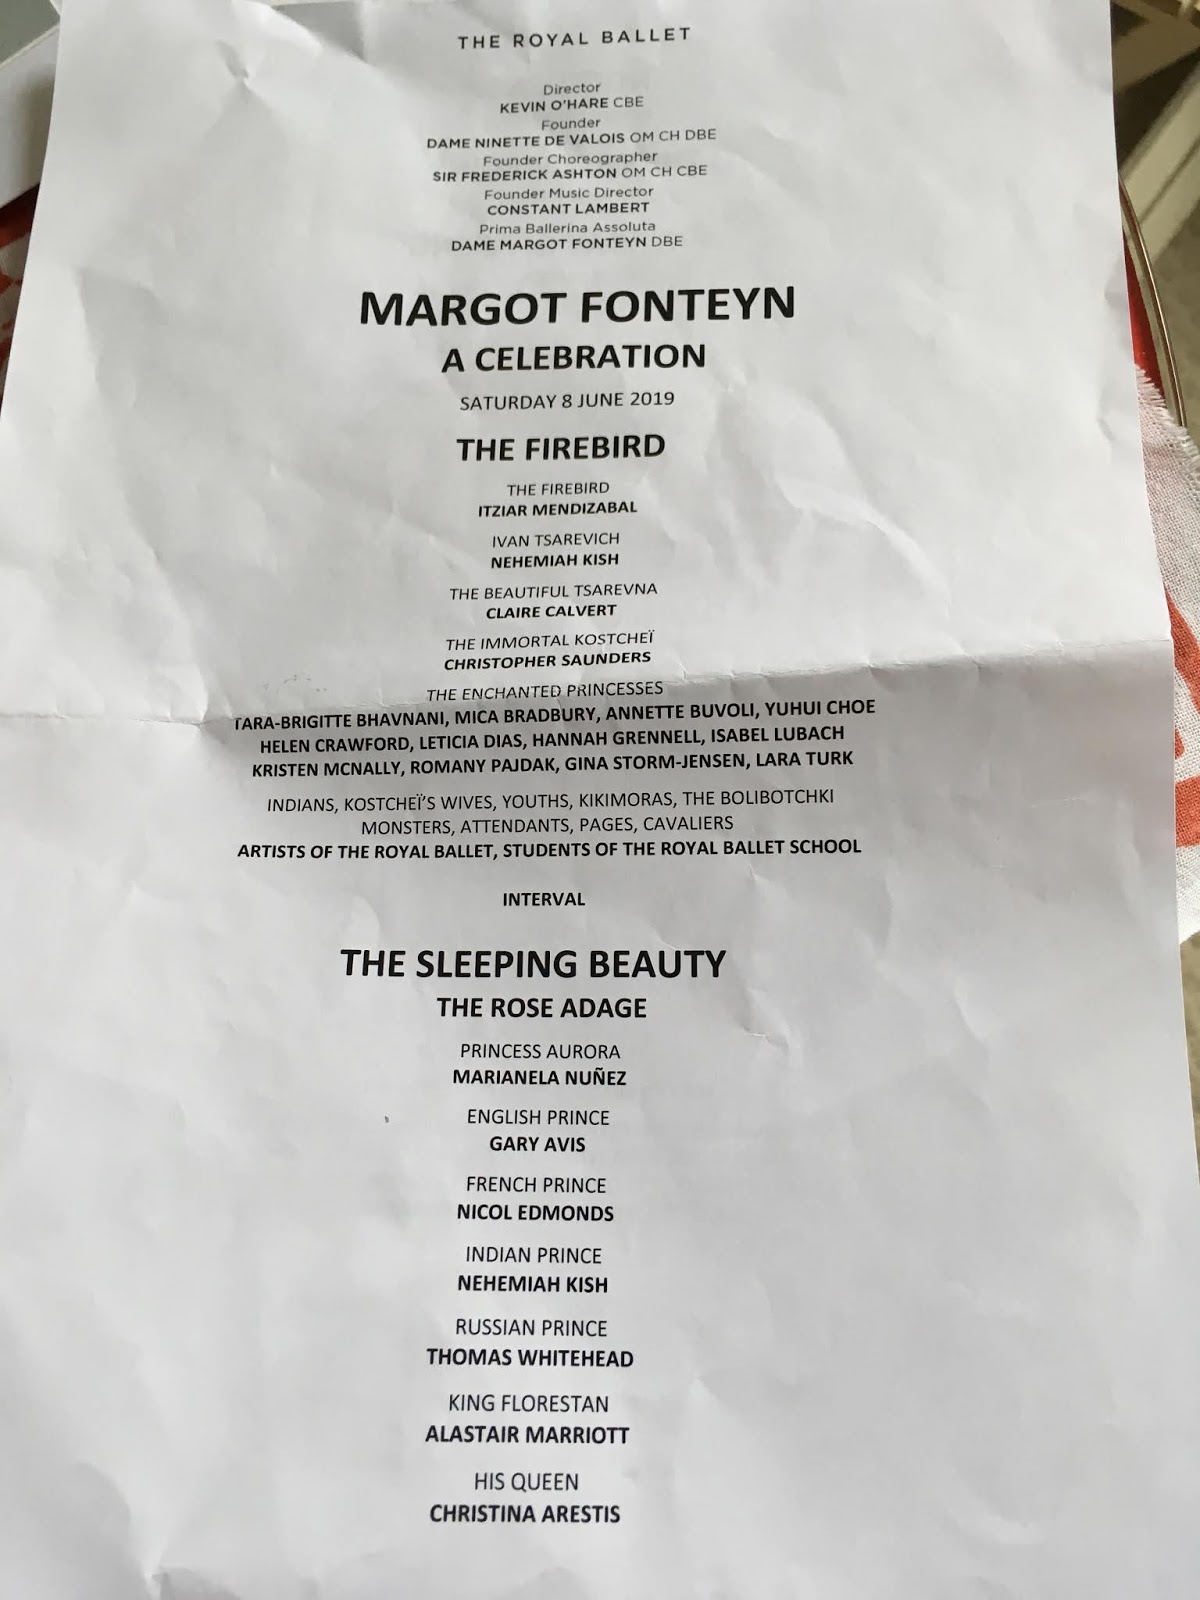 THE ROYAL BALLET
Director
KEVIN O'HARE CBE
Founder
DAME NINETTE DE VALOIS OM CH DBE
Founder Choreographer
SIR FREDERICK ASHTON OM CH CBE
Founder Music Director
CONSTANT LAMBERT
Prima Ballerina Assoluta
DAME MARGOT FONTEYN DBE
MARGOT FONTEYN
A CELEBRATION
SATURDAY 8 JUNE 2019
THE FIREBIRD
THE FIREBIRD
ITZIAR MENDIZABAL
IVAN TSAREVICH
NEHEMIAH KISH
THE BEAUTIFUL TSAREVNA
CLAIRE CALVERT
THE IMMORTAL KOSTCHEÏ
CHRISTOPHER SAUNDERS
THE ENCHANTED PRINCESSES
TARA-BRIGITTE BHAVNANI, MICA BRADBURY, ANNETTE BUVOLI, YUHUI CHOE
HELEN CRAWFORD, LETICIA DIAS, HANNAH GRENNELL, ISABEL LUBACH
KRISTEN MCNALLY, ROMANY PAJDAK, GINA STORM-JENSEN, LARA TURK
INDIANS, KOSTCHEÏ'S WIVES, YOUTHS, KIKIMORAS, THE BOLIBOTCHKI
MONSTERS, ATTENDANTS, PAGES, CAVALIERS
ARTISTS OF THE ROYAL BALLET, STUDENTS OF THE ROYAL BALLET SCHOOL
INTERVAL
THE SLEEPING BEAUTY
THE ROSE ADAGE
PRINCESS AURORA
MARIANELA NUÑEZ
ENGLISH PRINCE
GARY AVIS
FRENCH PRINCE
NICOL EDMONDS
INDIAN PRINCE
NEHEMIAH KISH
RUSSIAN PRINCE
THOMAS WHITEHEAD
KING FLORESTAN
ALASTAIR MARRIOTT
HIS QUEEN
CHRISTINA ARESTIS